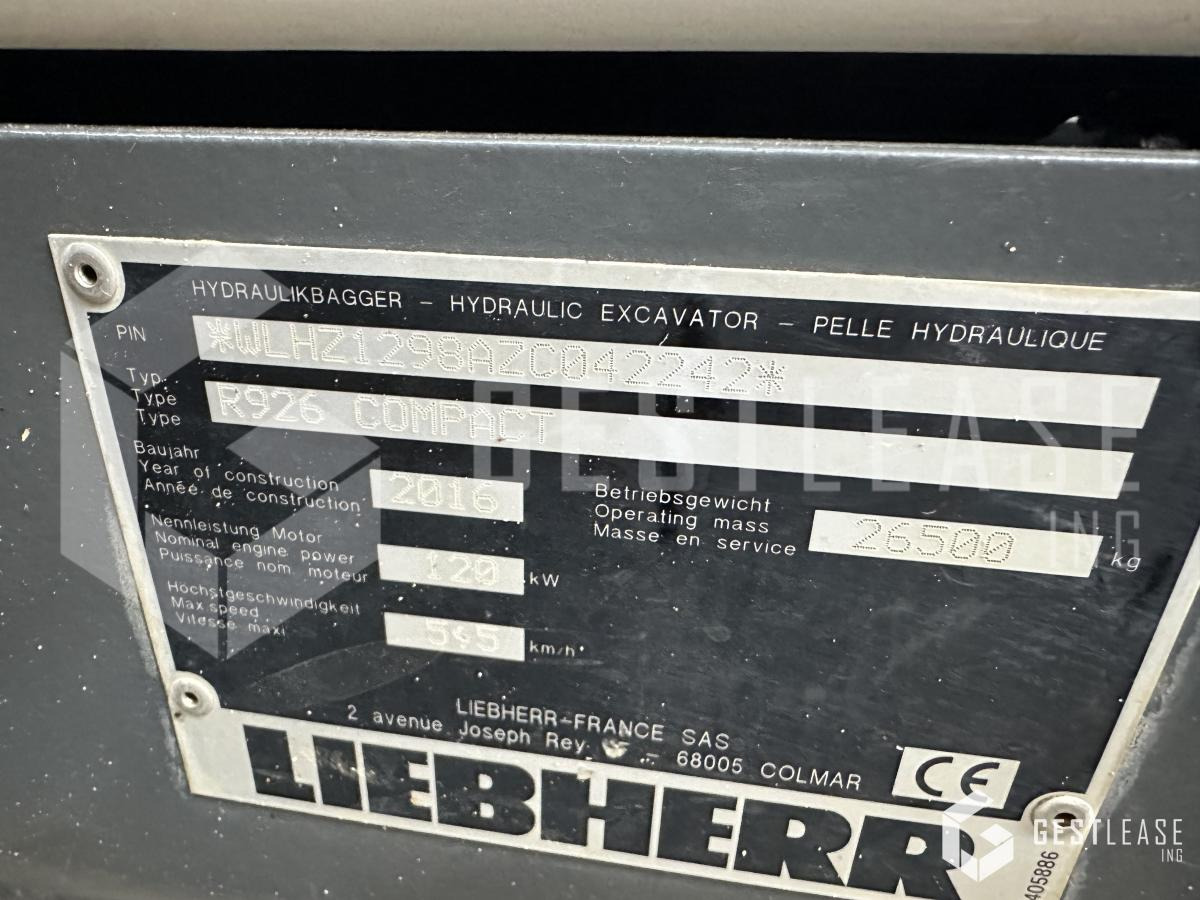 HYDRAULIKBAGGER - HYDRAULIC EXCAVATOR - PELLE HYDRAULIQUE
PIN *WLHZ1298AZC042242*
Typ
Type
Type
R926 COMPACT
Baujahr
Year of construction
Année de construction
2016
Betriebsgewicht
Operating mass
Masse en service
26500 kg
Nennleistung Motor
Nominal engine power
Puissance nom. moteur
120 kW
Höchstgeschwindigkeit
Max speed
Vitesse maxi
5,5 km/h
LIEBHERR-FRANCE SAS
2 avenue Joseph Rey - 68005 COLMAR
CE
LIEBHERR
405886
GESTLEASE
ING
GESTLEASE
ING